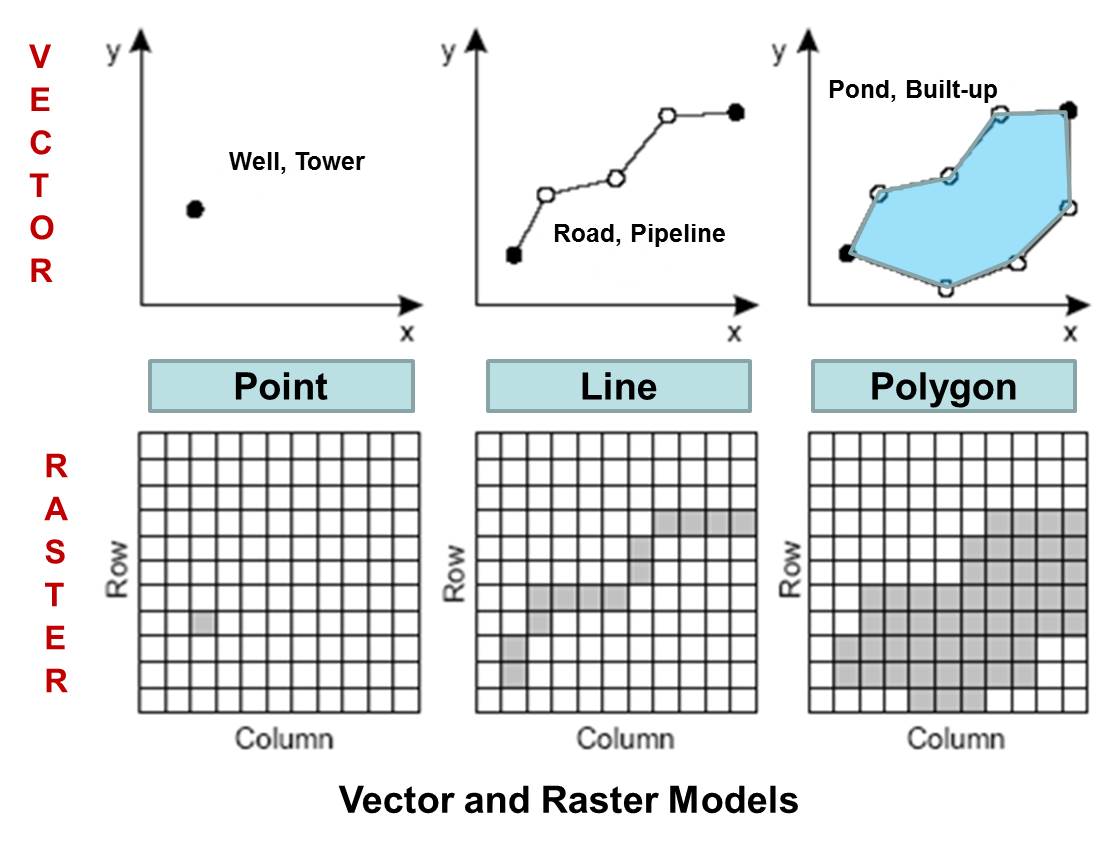 VECTOR
y
x
Well, Tower
y
x
Road, Pipeline
y
x
Pond, Built-up
Point
Line
Polygon
RASTER
Row
Column
Row
Column
Row
Column
Vector and Raster Models